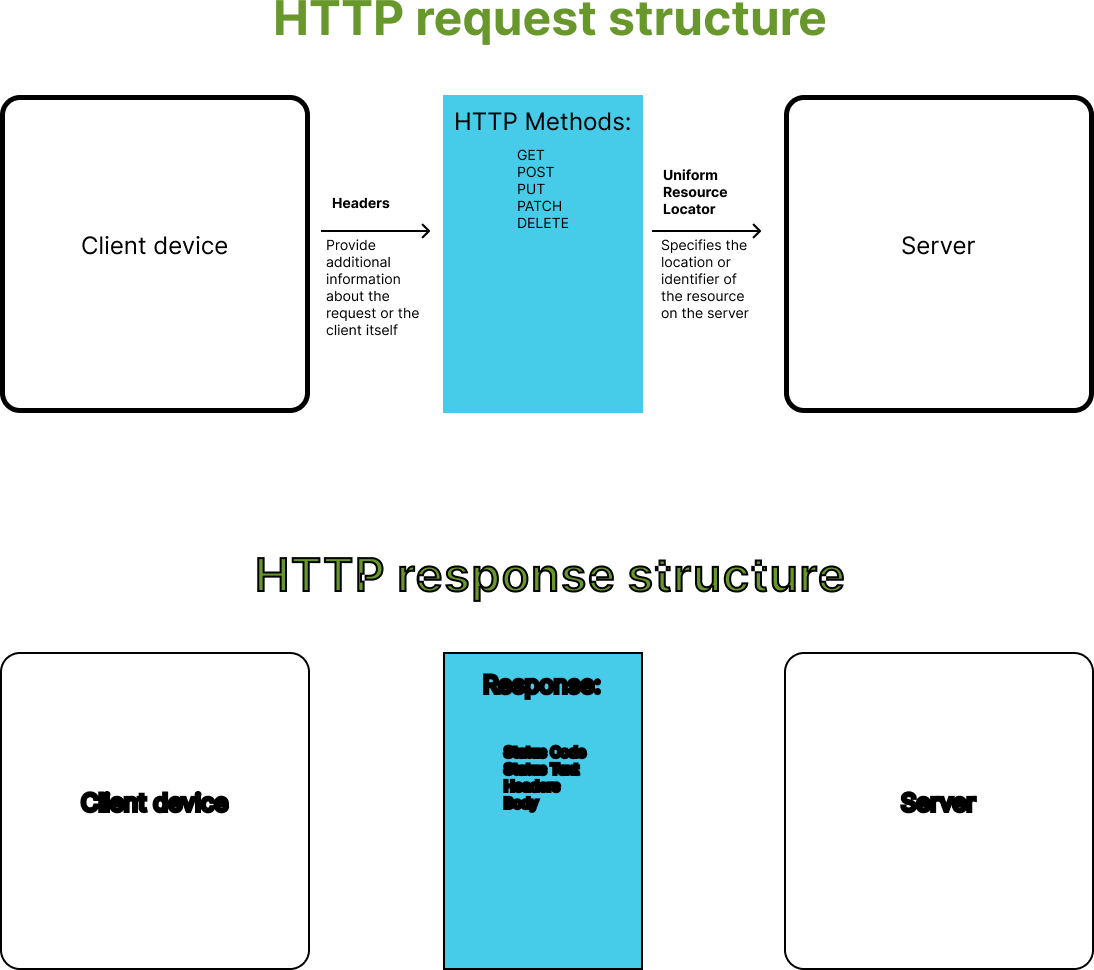 HTTP request structure
Client device
Headers
Provide
additional
information
about the
request or the
client itself
HTTP Methods:
GET
POST
PUT
PATCH
DELETE
Uniform
Resource
Locator
Specifies the
location or
identifier of
the resource
on the server
Server
HTTP response structure
Client device
Response:
Status Code
Status Text
Headers
Body
Server